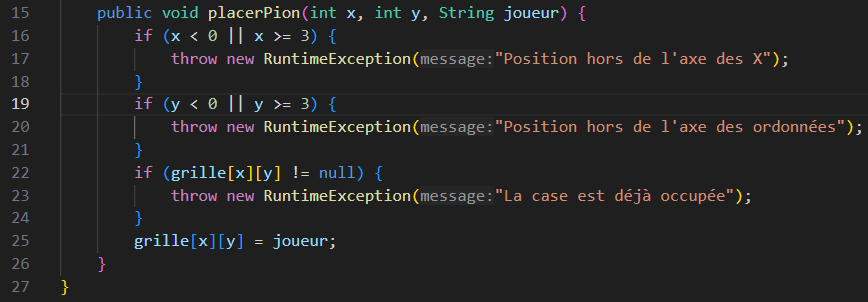 15 public void placerPion(int x, int y, String joueur) {
16 if (x < 0 || x >= 3) {
17 throw new RuntimeException(message:"Position hors de l'axe des X");
18 }
19 if (y < 0 || y >= 3) {
20 throw new RuntimeException(message:"Position hors de l'axe des ordonnées");
21 }
22 if (grille[x][y] != null) {
23 throw new RuntimeException(message:"La case est déjà occupée");
24 }
25 grille[x][y] = joueur;
26 }
27 }